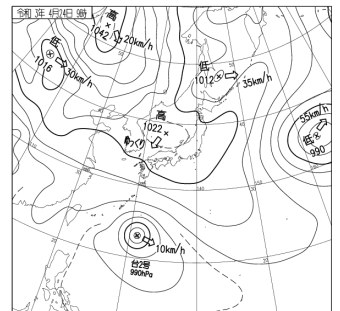 令和 3年 4月24日 9時
高
1042
20km/h
低
1016
30km/h
低
1012
35km/h
高
1022
ゆっくり
55km/h
低
990
10km/h
台2号
990hPa